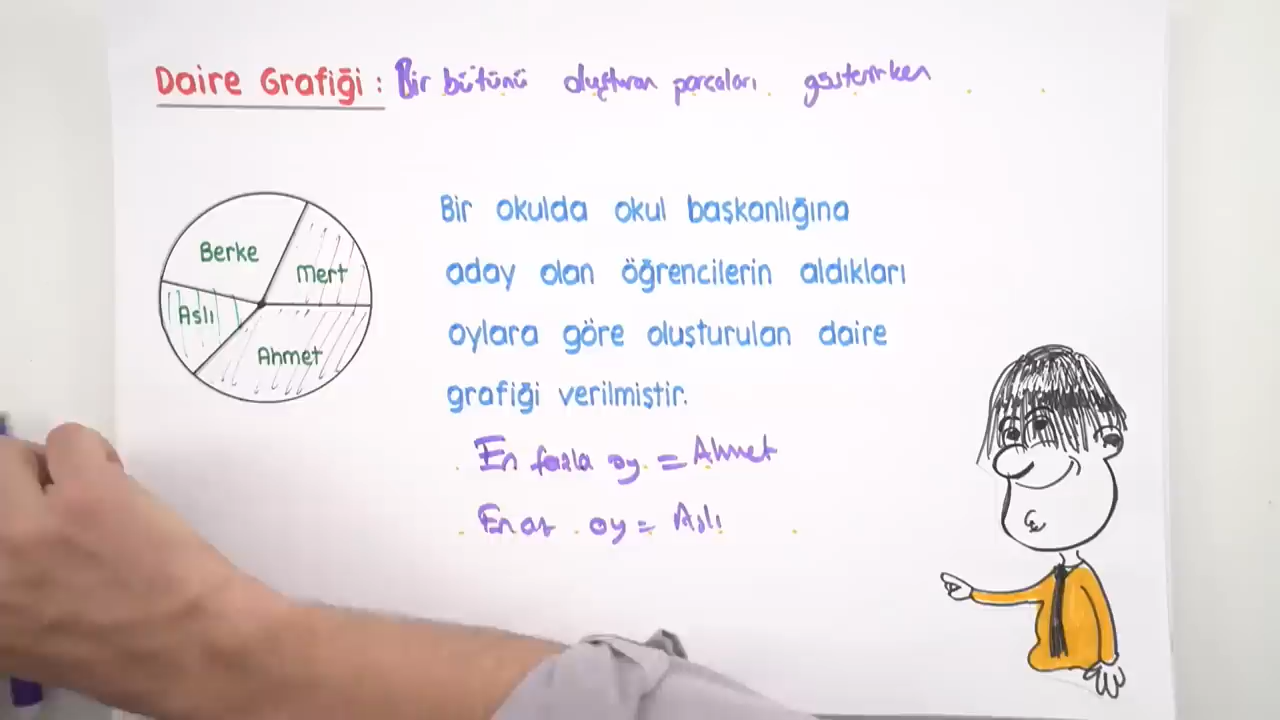 Daire Grafiği : Bir bütünü oluşturan parçaları gösterirken
Berke
Mert
Aslı
Ahmet
Bir okulda okul başkanlığına
aday olan öğrencilerin aldıkları
oylara göre oluşturulan daire
grafiği verilmiştir.
En fazla oy = Ahmet
En az oy = Aslı